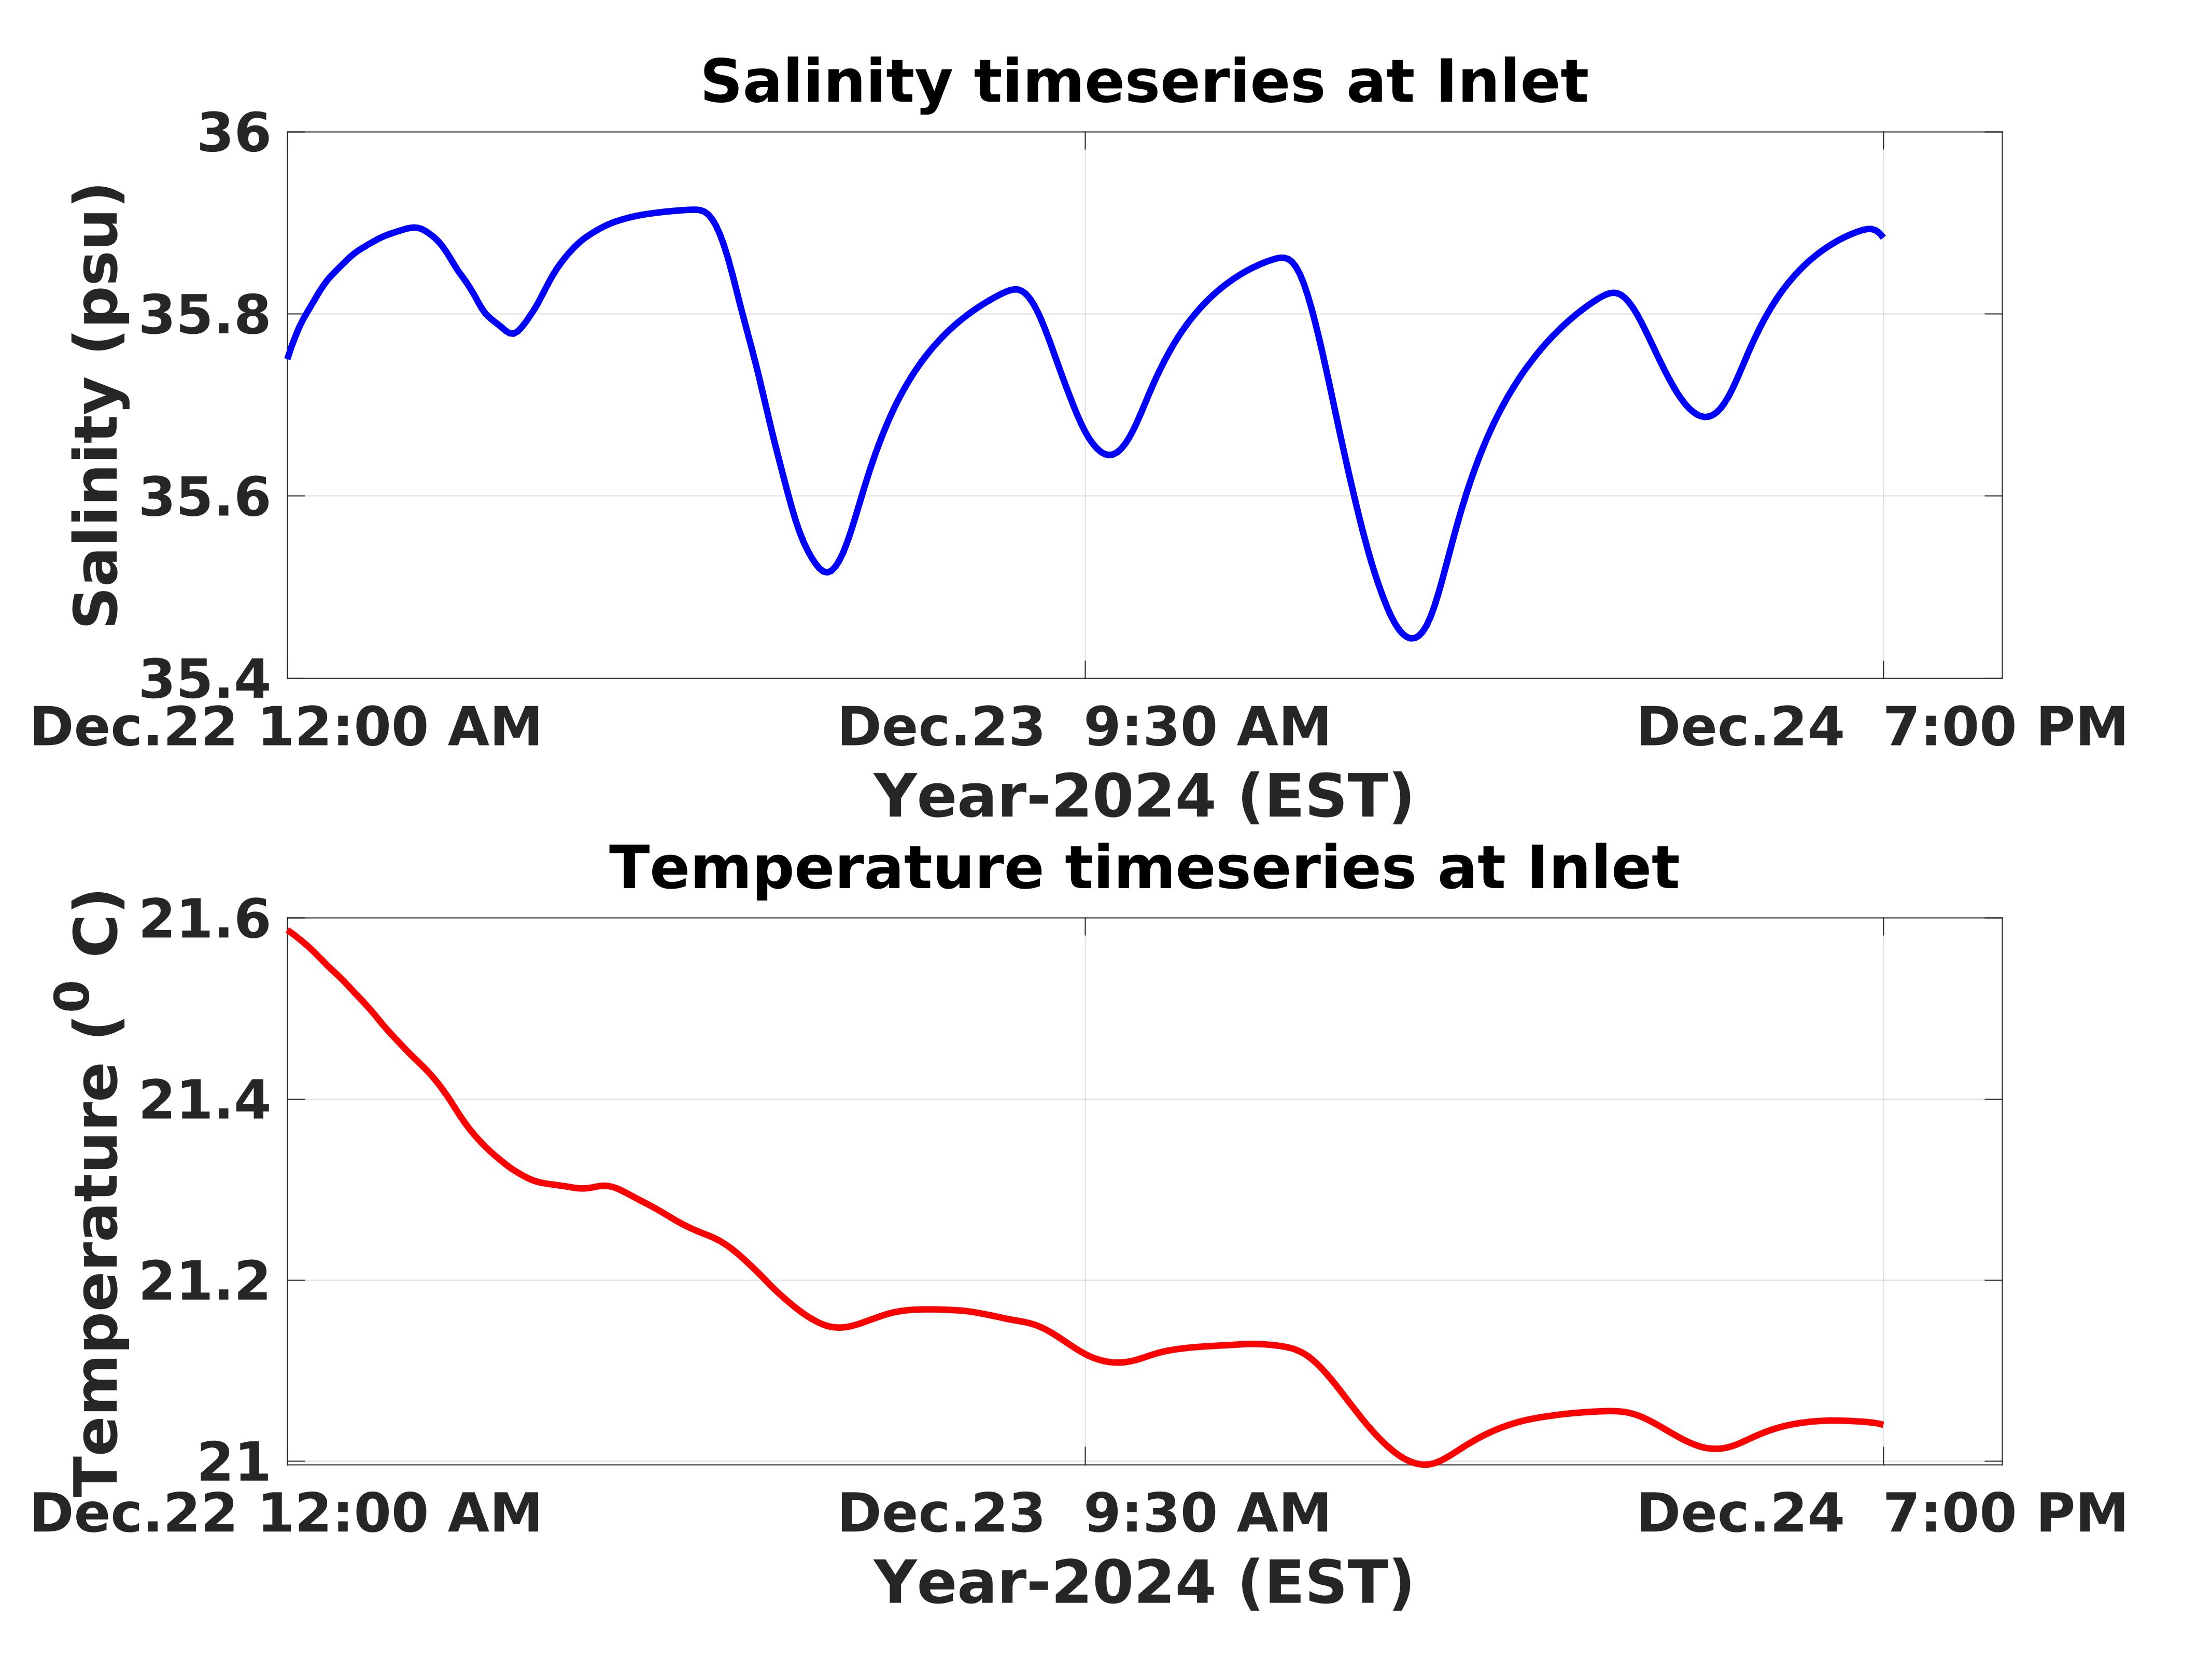 Salinity timeseries at Inlet
Salinity (psu)
36
35.8
35.6
35.4
Dec.22 12:00 AM Dec.23  9:30 AM Dec.24  7:00 PM
Year-2024 (EST)
Temperature timeseries at Inlet
Temperature (⁰ C)
21.6
21.4
21.2
21
Dec.22 12:00 AM Dec.23  9:30 AM Dec.24  7:00 PM
Year-2024 (EST)